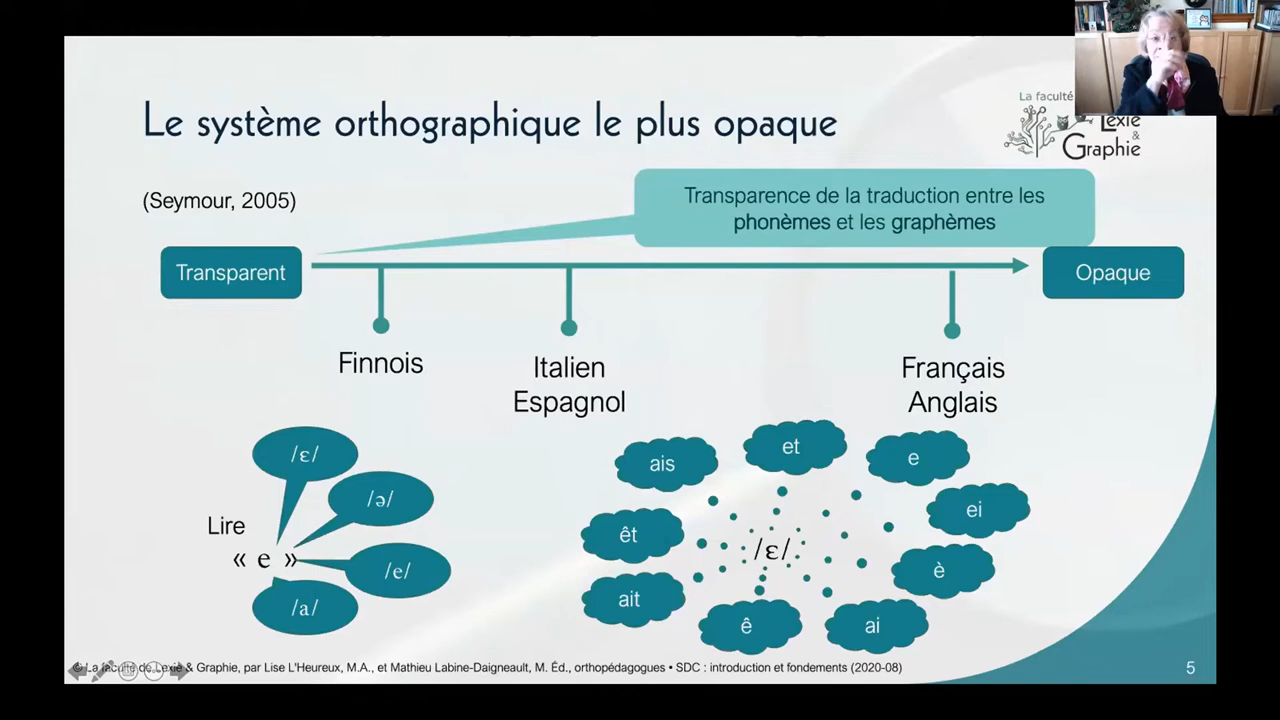 Le système orthographique le plus opaque
La faculté
Lexie
&
Graphie
(Seymour, 2005)
Transparence de la traduction entre les
phonèmes et les graphèmes
Transparent
Opaque
Finnois
Italien
Espagnol
Français
Anglais
/ɛ/
/ə/
Lire
« e »
/e/
/a/
ais
et
e
ei
è
ai
ê
ait
êt
/ɛ/
© La faculté de Lexie & Graphie, par Lise L'Heureux, M.A., et Mathieu Labine-Daigneault, M. Éd., orthopédagogues • SDC : introduction et fondements (2020-08)
5